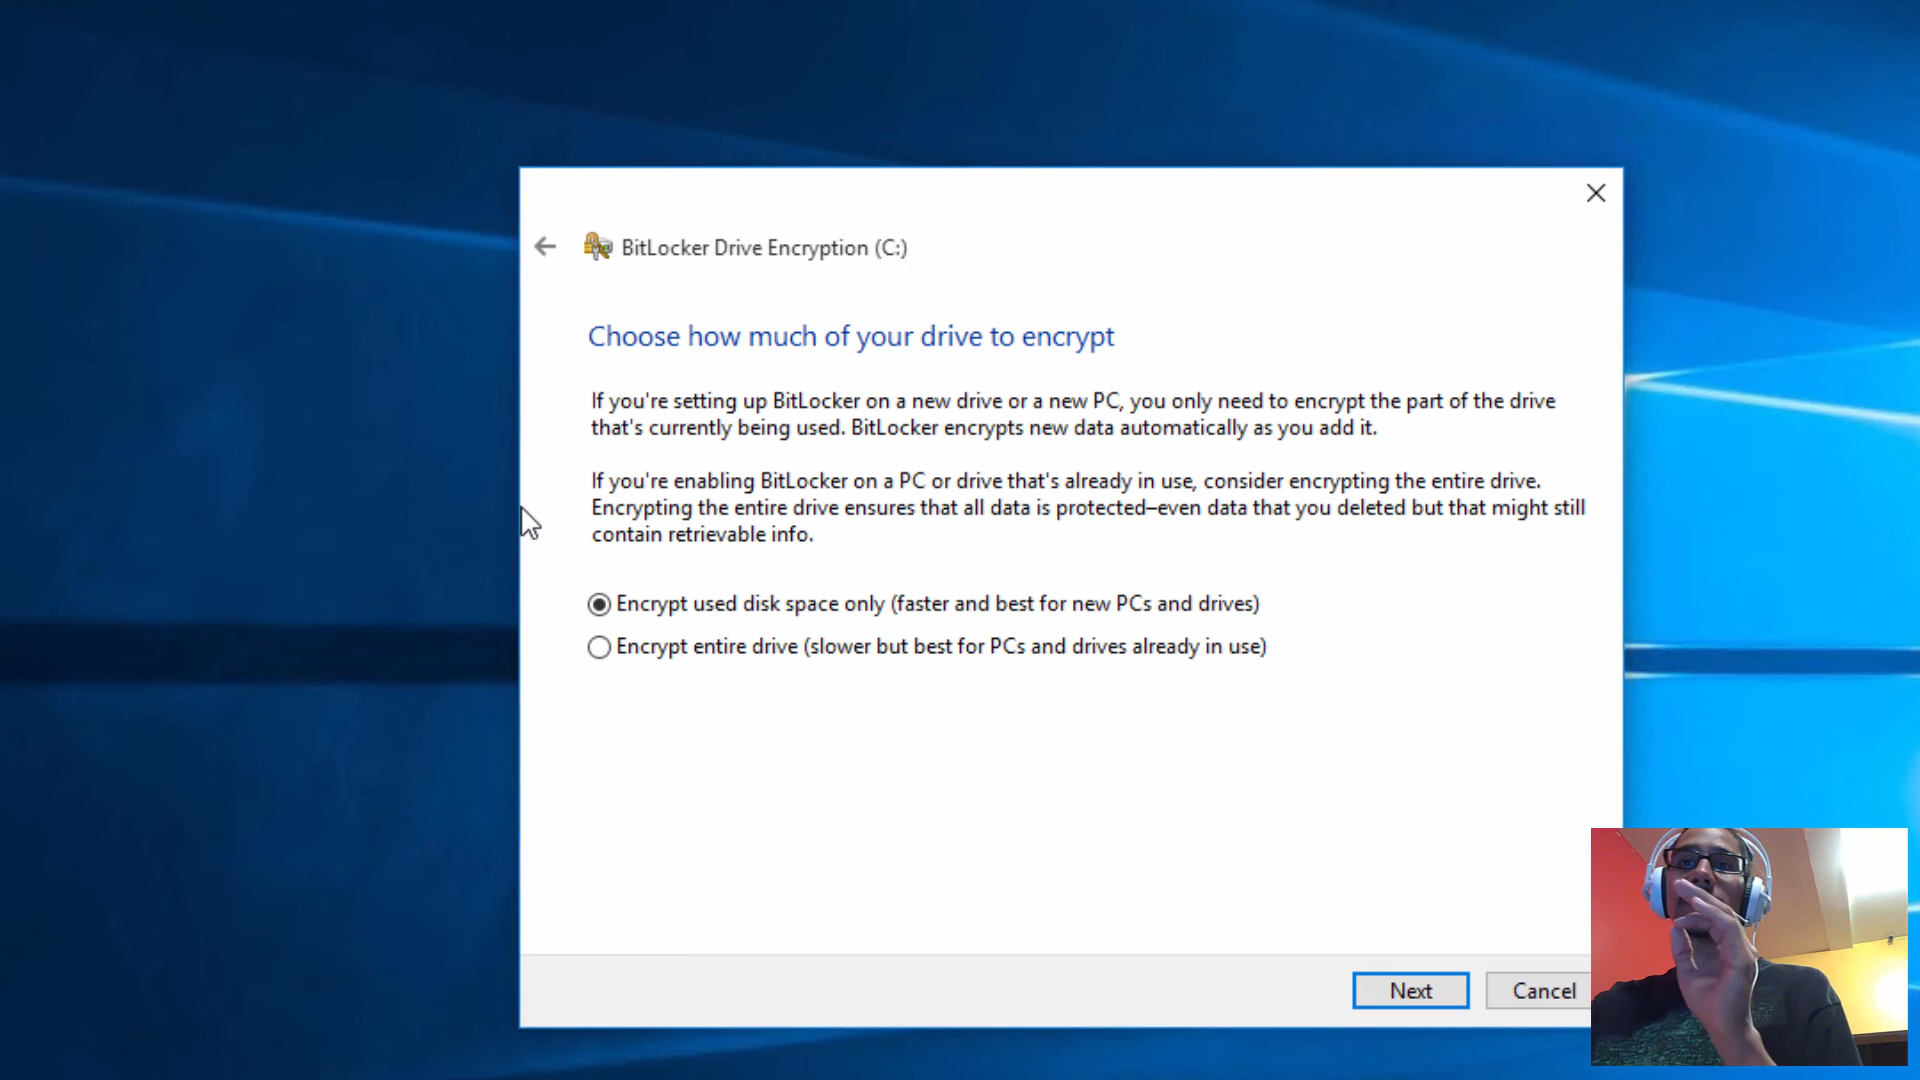 BitLocker Drive Encryption (C:)
Choose how much of your drive to encrypt
If you're setting up BitLocker on a new drive or a new PC, you only need to encrypt the part of the drive
that's currently being used. BitLocker encrypts new data automatically as you add it.
If you're enabling BitLocker on a PC or drive that's already in use, consider encrypting the entire drive.
Encrypting the entire drive ensures that all data is protected–even data that you deleted but that might still
contain retrievable info.
Encrypt used disk space only (faster and best for new PCs and drives)
Encrypt entire drive (slower but best for PCs and drives already in use)
Next
Cancel